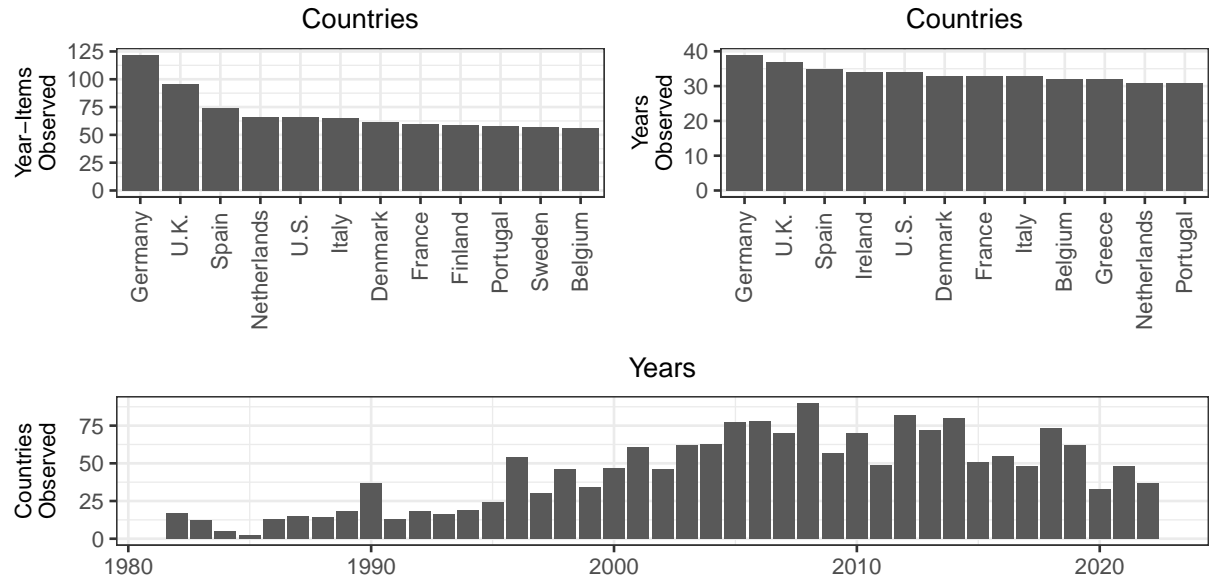 Countries
Year−Items
Observed
125
100
75
50
25
0
Germany
U.K.
Spain
Netherlands
U.S.
Italy
Denmark
France
Finland
Portugal
Sweden
Belgium
Countries
Years
Observed
40
30
20
10
0
Germany
U.K.
Spain
Ireland
U.S.
Denmark
France
Italy
Belgium
Greece
Netherlands
Portugal
Years
Countries
Observed
75
50
25
0
1980
1990
2000
2010
2020